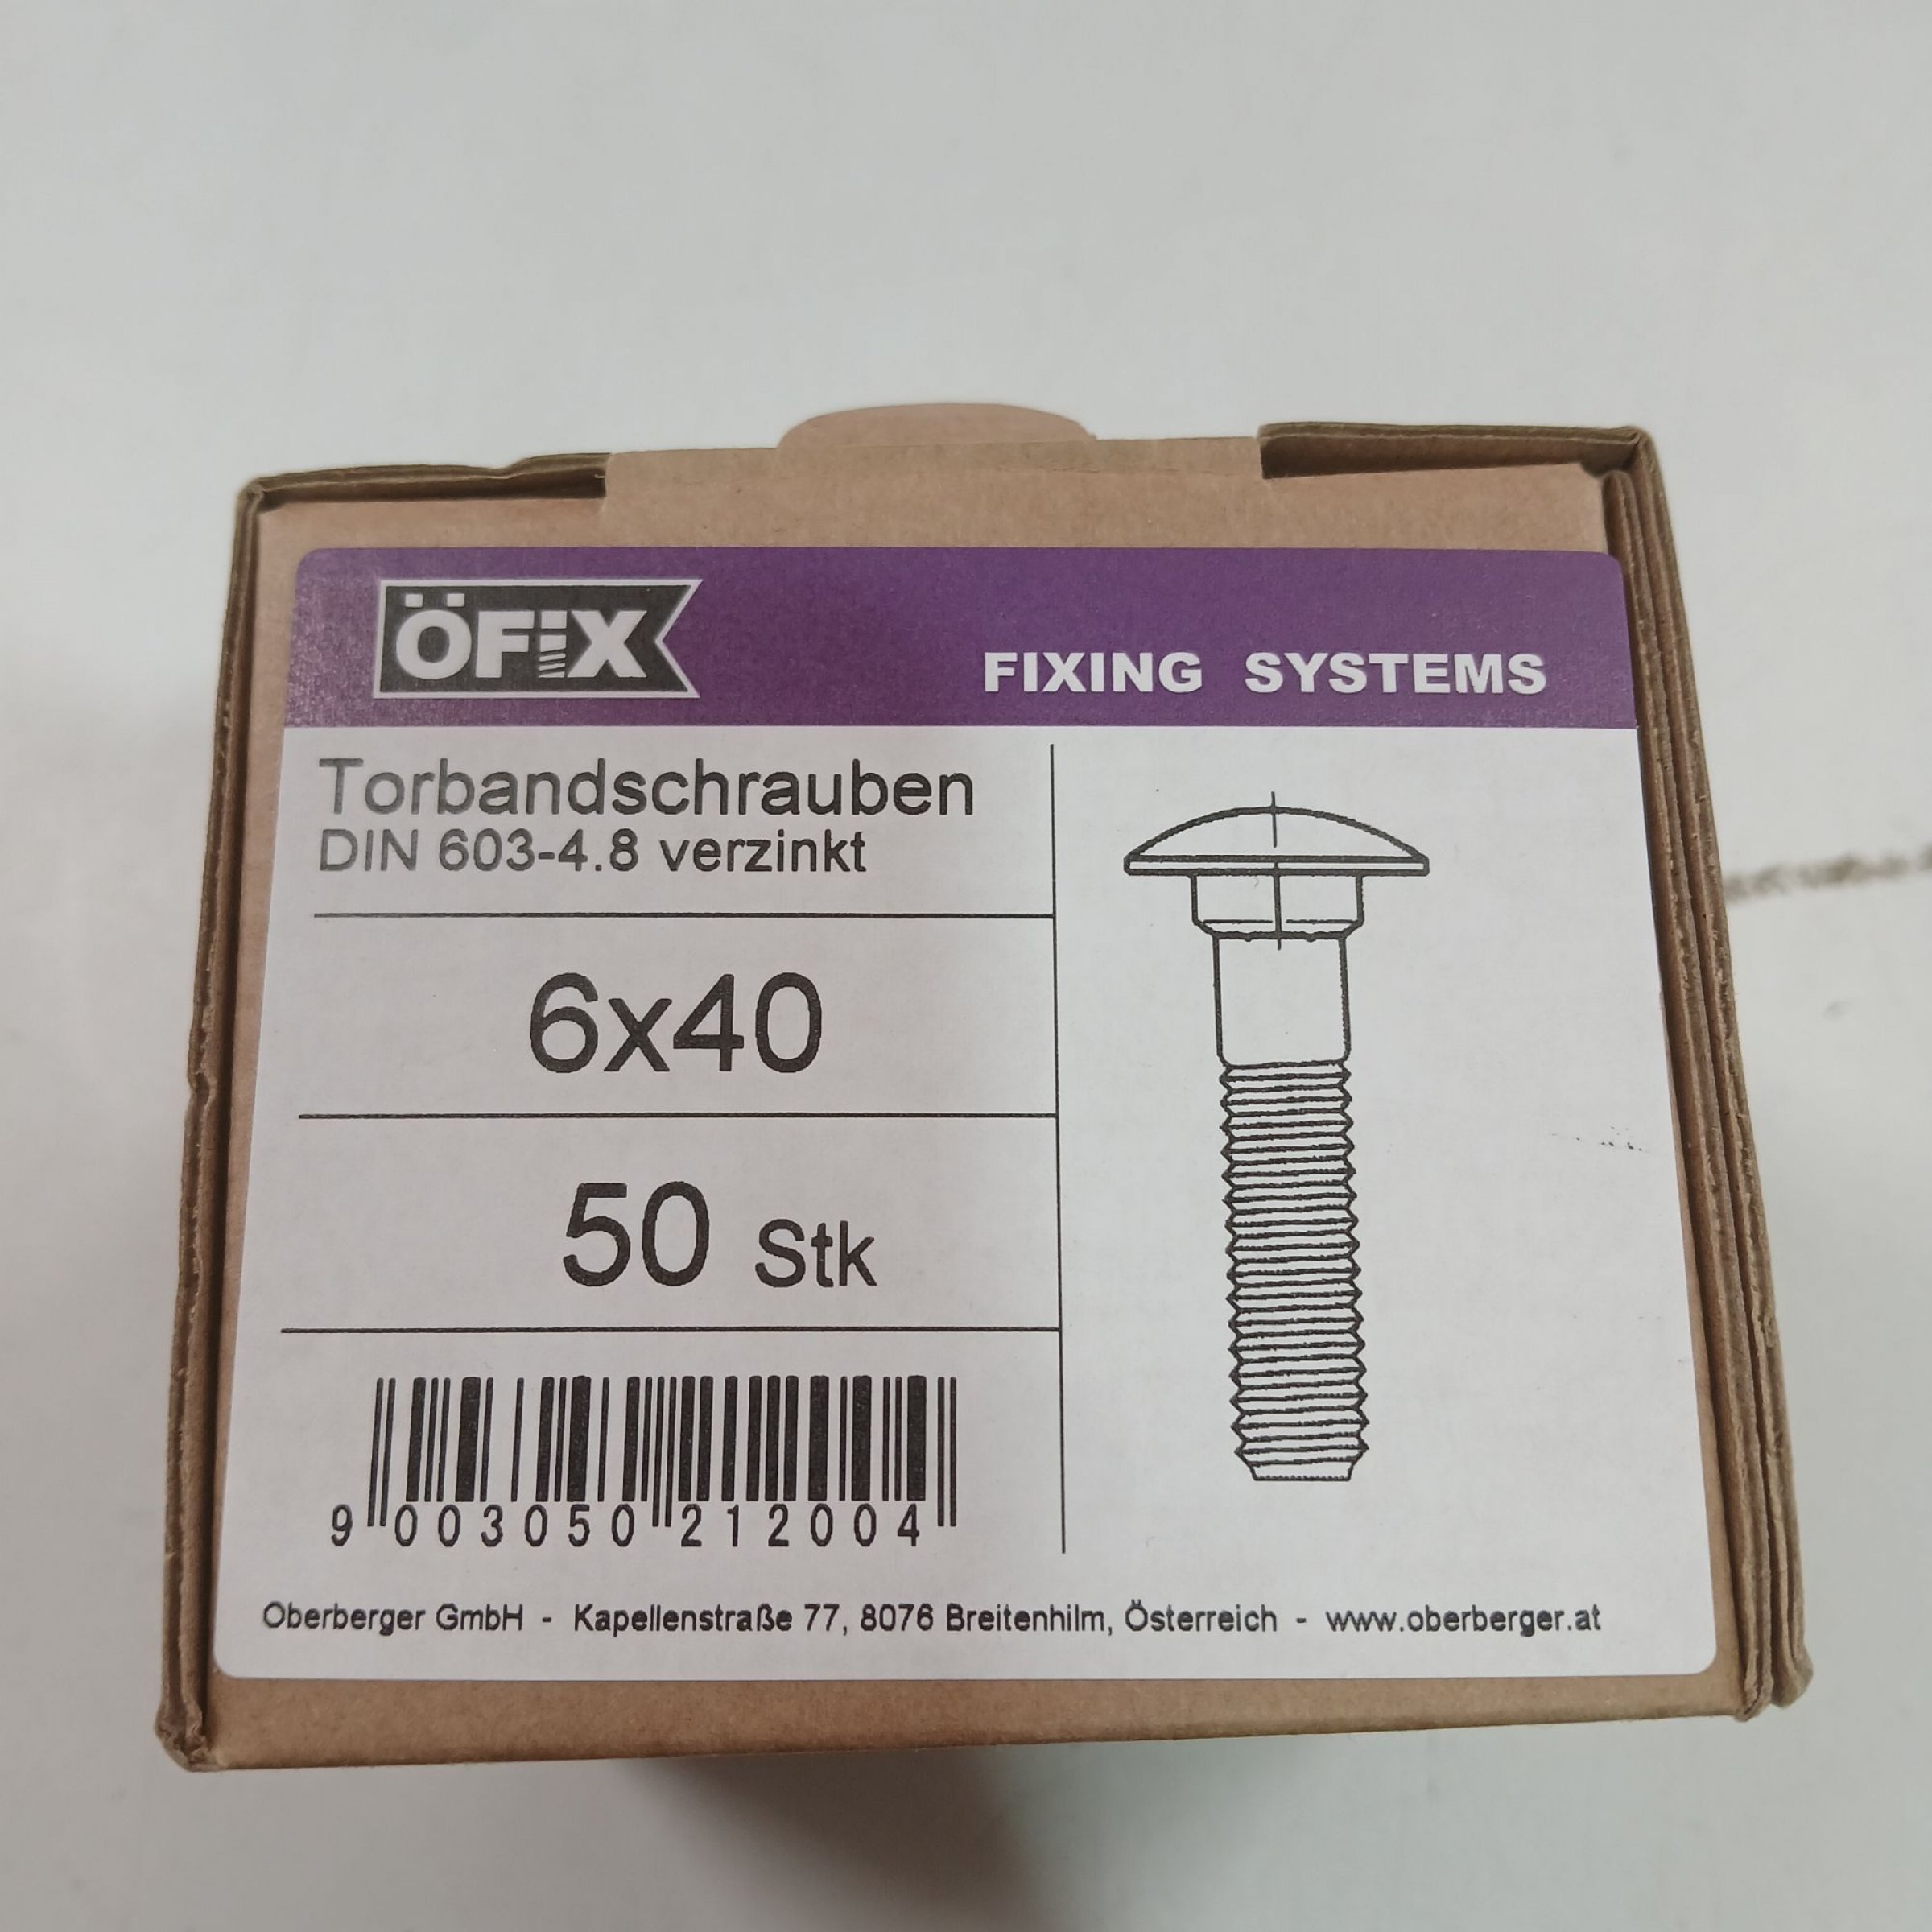 ÖFiX
FIXING SYSTEMS
Torbandschrauben
DIN 603-4.8 verzinkt
6x40
50 Stk
9 003050 212004
Oberberger GmbH - Kapellenstraße 77, 8076 Breitenhilm, Österreich - www.oberberger.at